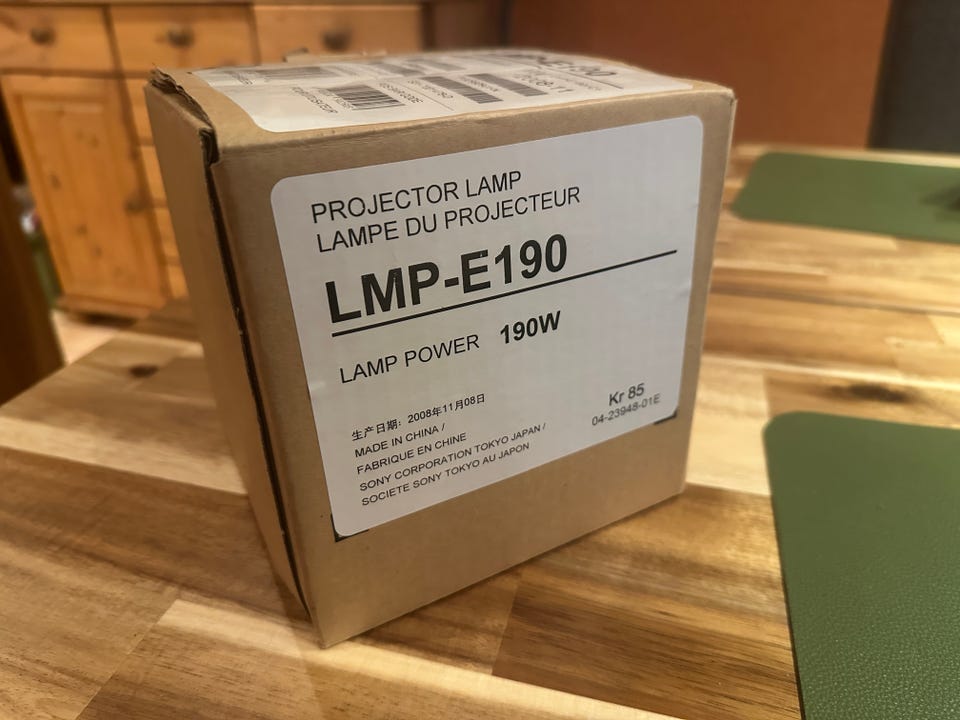 LMP-E190
PROJECTOR LAMP
LAMPE DU PROJECTEUR
LMP-E190
LAMP POWER 190W
生产日期: 2008年11月08日
MADE IN CHINA /
FABRIQUE EN CHINE
SONY CORPORATION TOKYO JAPAN /
SOCIETE SONY TOKYO AU JAPON
Kr 85
04-23948-01E